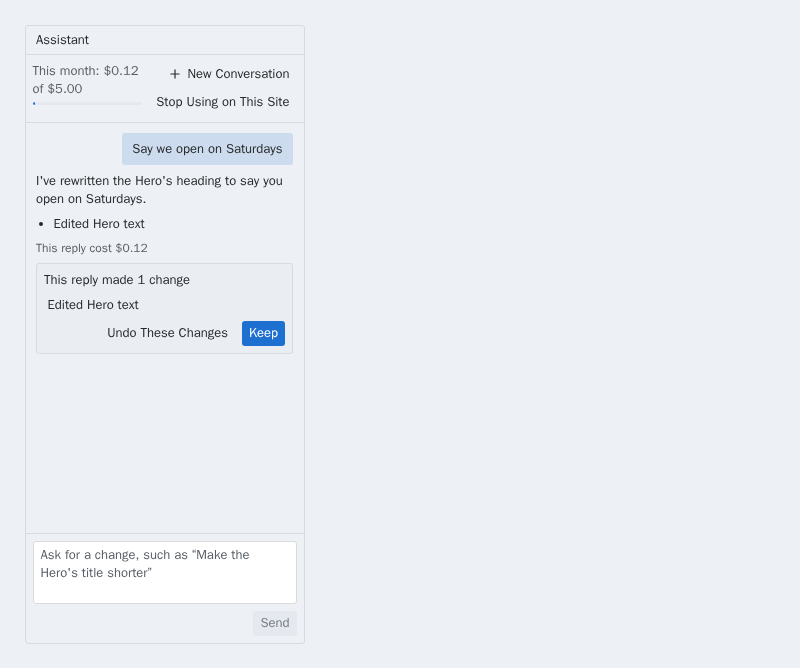 Assistant
This month: $0.12
of $5.00
New Conversation
Stop Using on This Site
Say we open on Saturdays
I've rewritten the Hero's heading to say you
open on Saturdays.
Edited Hero text
This reply cost $0.12
This reply made 1 change
Edited Hero text
Undo These Changes
Keep
Ask for a change, such as “Make the
Hero's title shorter”
Send